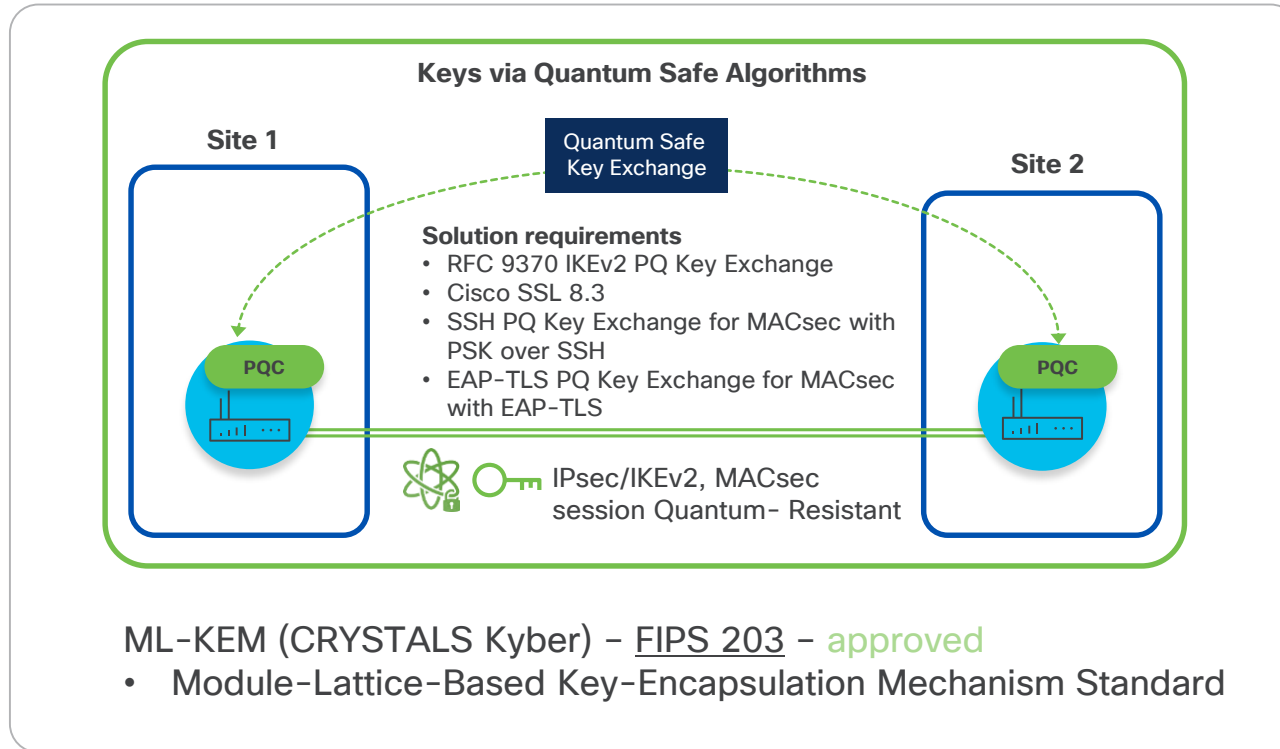 Keys via Quantum Safe Algorithms
Site 1
Quantum Safe
Key Exchange
Site 2
Solution requirements
• RFC 9370 IKEv2 PQ Key Exchange
• Cisco SSL 8.3
• SSH PQ Key Exchange for MACsec with
PSK over SSH
• EAP-TLS PQ Key Exchange for MACsec
with EAP-TLS
PQC
PQC
IPsec/IKEv2, MACsec
session Quantum- Resistant
ML-KEM (CRYSTALS Kyber) – FIPS 203 – approved
• Module-Lattice-Based Key-Encapsulation Mechanism Standard